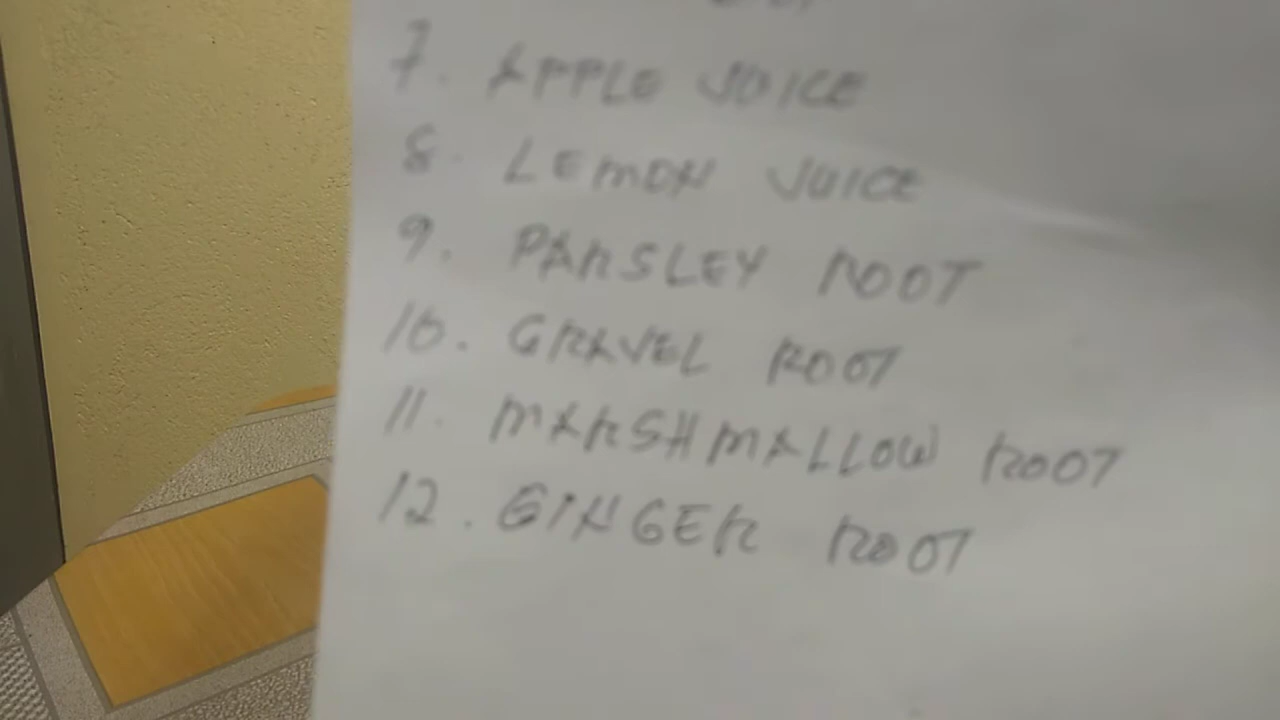 7. APPLE JUICE
8. LEMON JUICE
9. PARSLEY ROOT
10. GRAVEL ROOT
11. MARSHMALLOW ROOT
12. GINGER ROOT